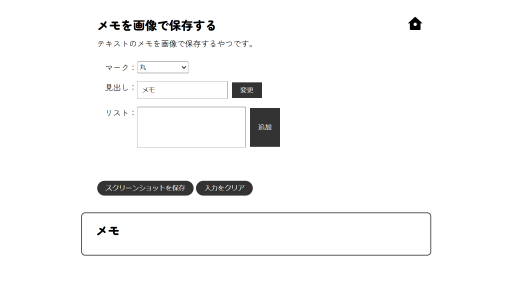 メモを画像で保存する
テキストのメモを画像で保存するやつです。
マーク： 丸
見出し： メモ 変更
リスト： 追加
スクリーンショットを保存 入力をクリア
メモ